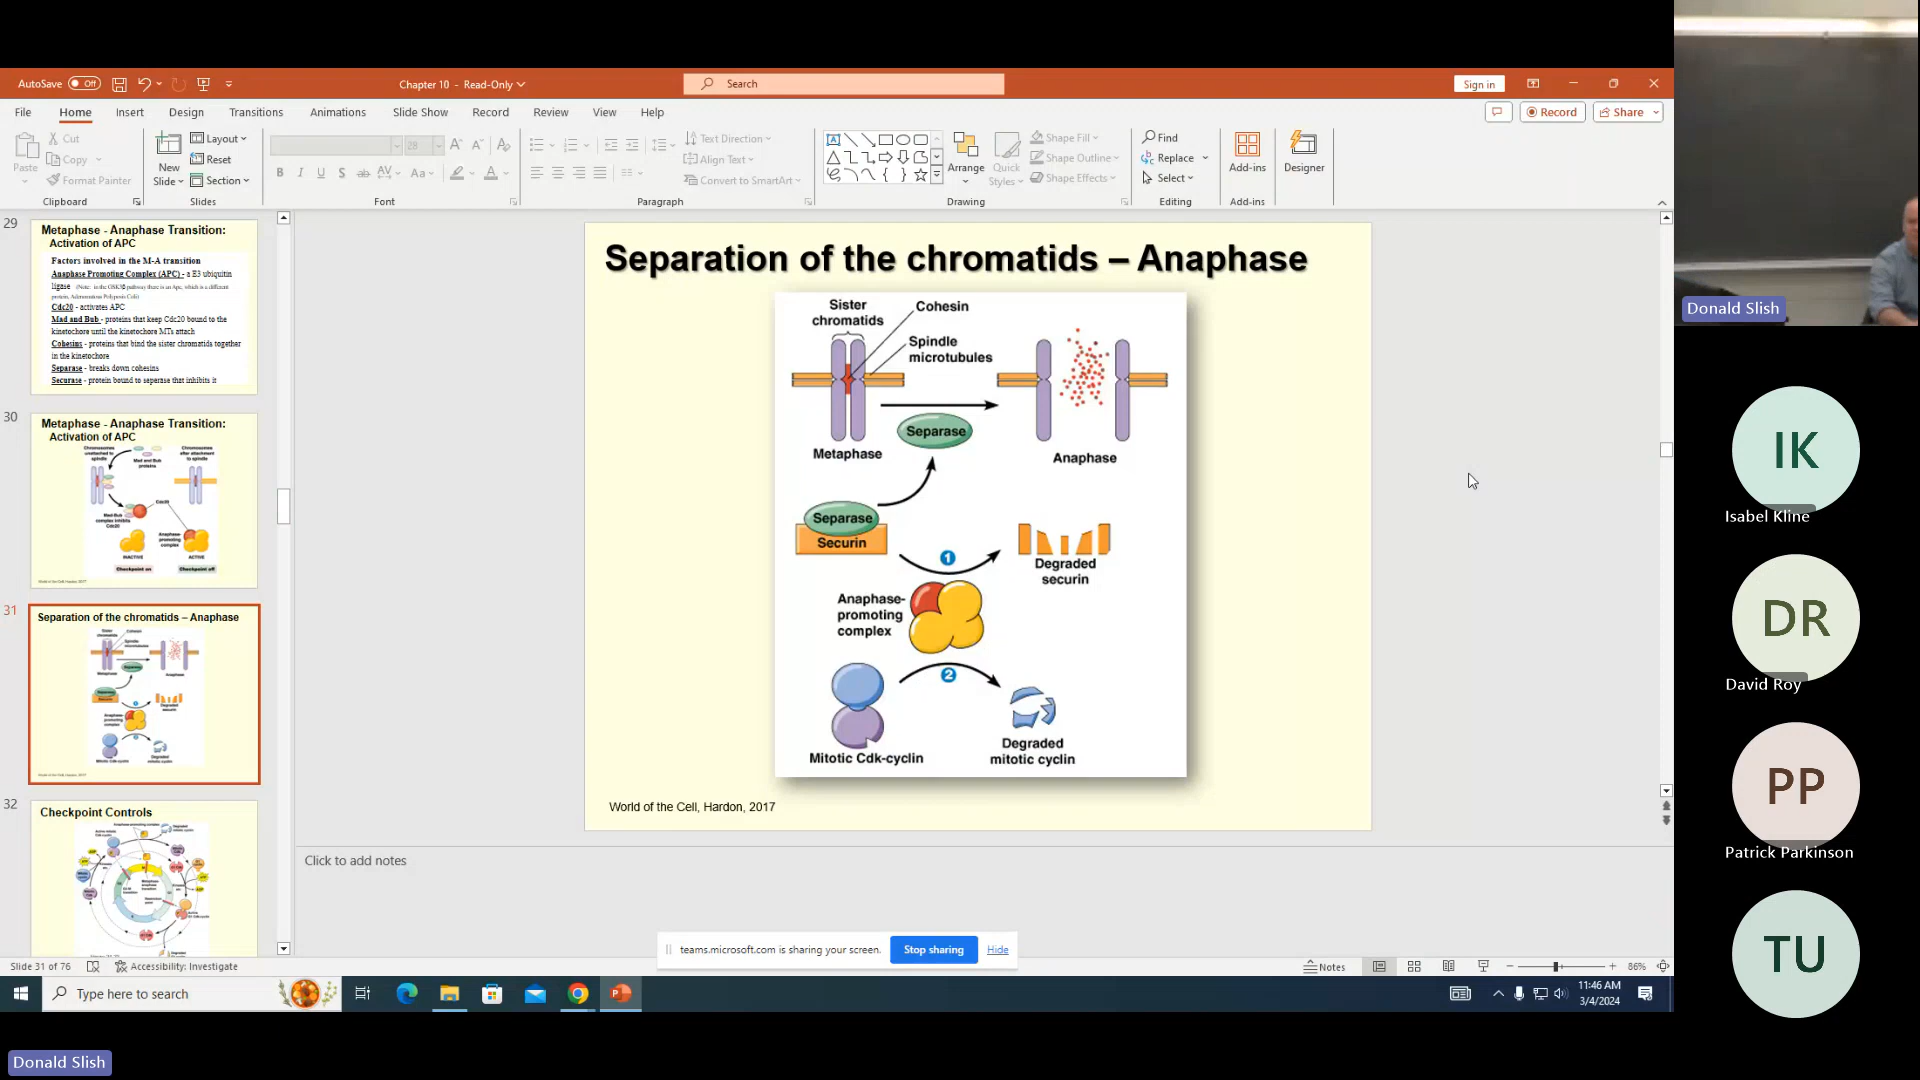 AutoSave Off
Chapter 10 - Read-Only
Search
Sign in
File Home Insert Design Transitions Animations Slide Show Record Review View Help
Record Share
Paste
Cut
Copy
Format Painter
Clipboard
New Slide
Layout
Reset
Section
Slides
28
Font
Text Direction
Align Text
Convert to SmartArt
Paragraph
Arrange
Quick Styles
Shape Fill
Shape Outline
Shape Effects
Drawing
Find
Replace
Select
Editing
Add-ins
Add-ins
Designer
29
Metaphase - Anaphase Transition:
Activation of APC
Factors involved in the M-A transition
Anaphase Promoting Complex (APC) - a E3 ubiquitin
ligase
Cdc20 - activates APC
Mad and Bub - proteins that keep Cdc20 bound to the
kinetochore until the kinetochore MTs attach
Cohesins - proteins that bind the sister chromatids together
in the kinetochore
Separase - breaks down cohesins
Securase - protein bound to seperase that inhibits it
30
Metaphase - Anaphase Transition:
Activation of APC
31
Separation of the chromatids – Anaphase
32
Checkpoint Controls
Separation of the chromatids – Anaphase
Sister
chromatids
Cohesin
Spindle
microtubules
Separase
Metaphase
Anaphase
Separase
Securin
1
Degraded
securin
Anaphase-
promoting
complex
2
Mitotic Cdk-cyclin
Degraded
mitotic cyclin
World of the Cell, Hardon, 2017
Click to add notes
teams.microsoft.com is sharing your screen. Stop sharing Hide
Slide 31 of 76
Accessibility: Investigate
Notes
86%
Type here to search
11:46 AM
3/4/2024
Donald Slish
IK
Isabel Kline
DR
David Roy
PP
Patrick Parkinson
TU
Donald Slish